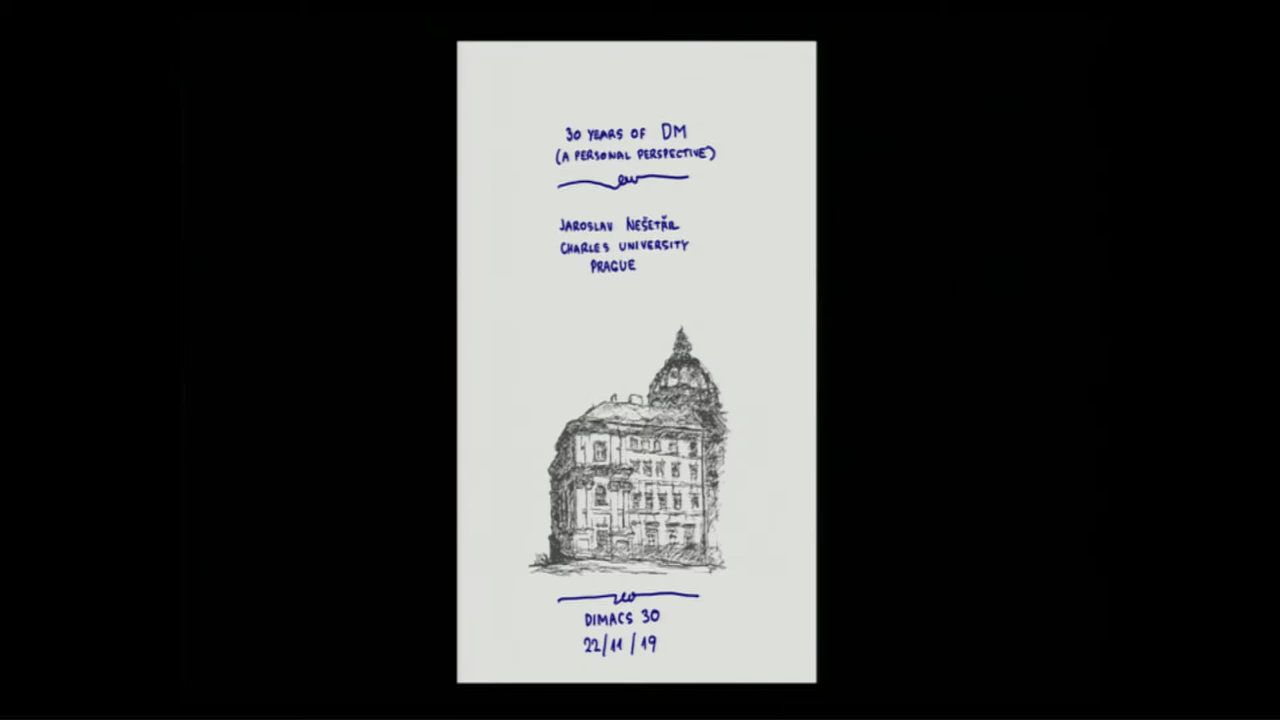 30 YEARS OF DM
(A PERSONAL PERSPECTIVE)
JAROSLAV NEŠETŘIL
CHARLES UNIVERSITY
PRAGUE
DIMACS 30
22/11/19